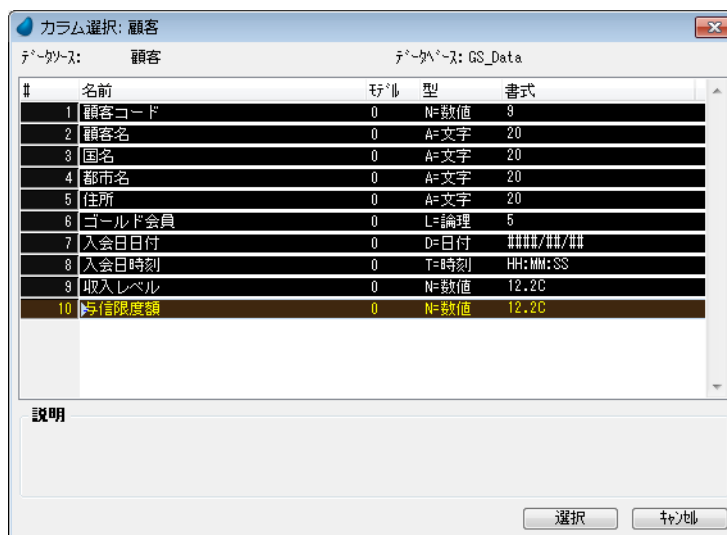 カラム選択: 顧客
ﾃﾞｰﾀｿｰｽ: 顧客 ﾃﾞｰﾀﾍﾞｰｽ: GS_Data
# 名前 ﾓﾃﾞﾙ 型 書式
1 顧客コード 0 N=数値 9
2 顧客名 0 A=文字 20
3 国名 0 A=文字 20
4 都市名 0 A=文字 20
5 住所 0 A=文字 20
6 ゴールド会員 0 L=論理 5
7 入会日日付 0 D=日付 ####/##/##
8 入会日時刻 0 T=時刻 HH:MM:SS
9 収入レベル 0 N=数値 12.2C
10 与信限度額 0 N=数値 12.2C
説明
選択 ｷｬﾝｾﾙ